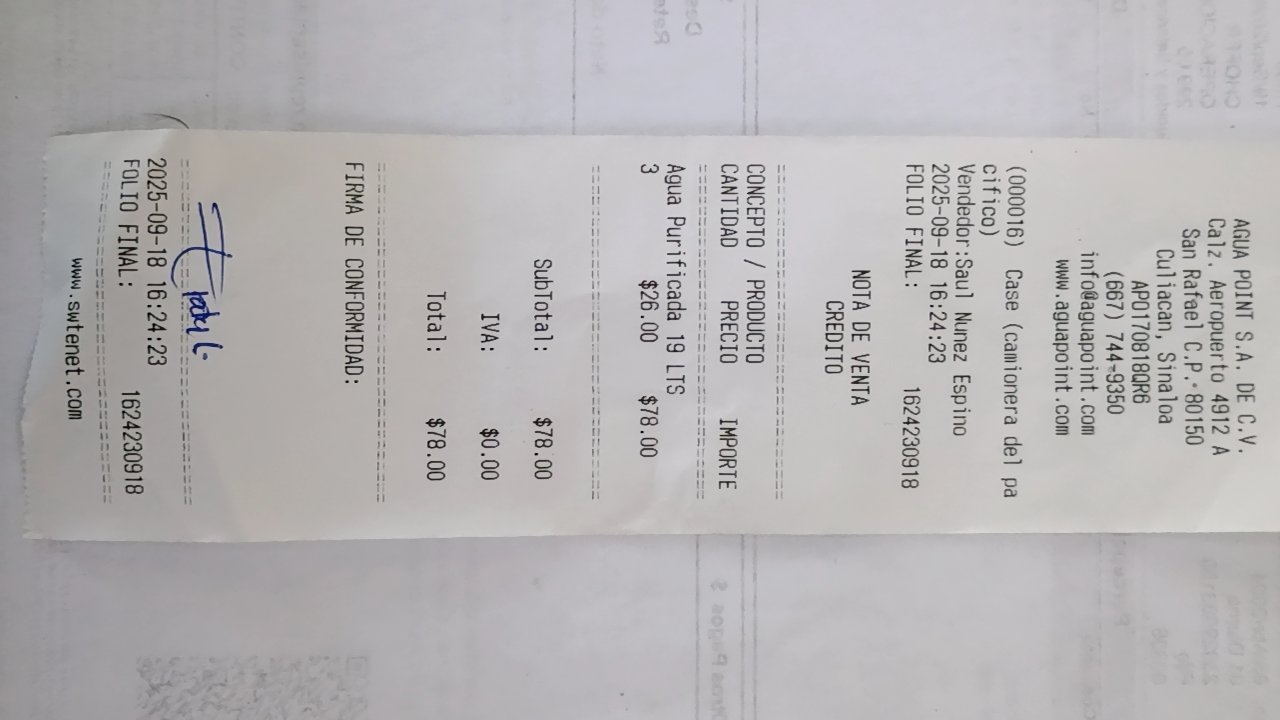 AGUA POINT S.A. DE C.V.
Calz. Aeropuerto 4912 A
San Rafael C.P. 80150
Culiacan, Sinaloa
APO170818QR6
(667) 744-9350
info@aguapoint.com
www.aguapoint.com
(000016) Case (camionera del pa
cifico)
Vendedor:Saul Nunez Espino
2025-09-18 16:24:23
FOLIO FINAL: 1624230918
NOTA DE VENTA
CREDITO
CONCEPTO / PRODUCTO
CANTIDAD PRECIO IMPORTE
Agua Purificada 19 LTS
3 $26.00 $78.00
SubTotal: $78.00
IVA: $0.00
Total: $78.00
FIRMA DE CONFORMIDAD:
2025-09-18 16:24:23
FOLIO FINAL: 1624230918
www.swtenet.com